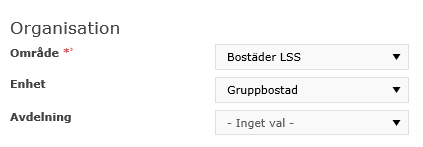 Organisation
Område *
Bostäder LSS
Enhet
Gruppbostad
Avdelning
- Inget val -